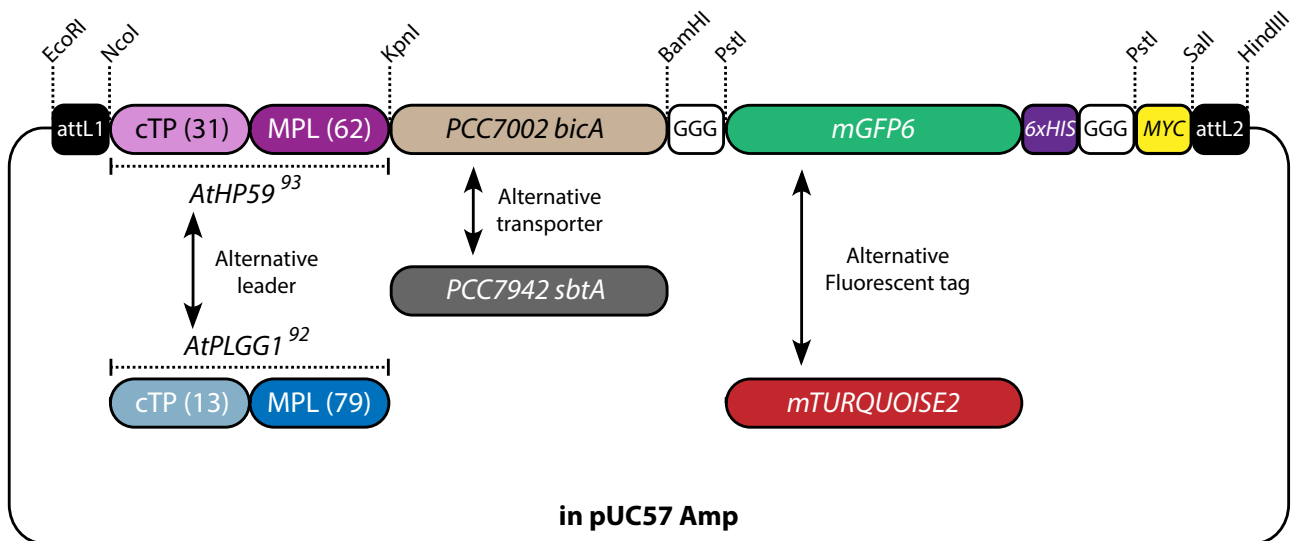 EcoRI
NcoI
KpnI
BamHI
PstI
PstI
SalI
HindIII
attL1
cTP (31)
MPL (62)
PCC7002 bicA
GGG
mGFP6
6xHIS
GGG
MYC
attL2
AtHP59 93
Alternative
leader
Alternative
transporter
Alternative
Fluorescent tag
PCC7942 sbtA
AtPLGG1 92
cTP (13)
MPL (79)
mTURQUOISE2
in pUC57 Amp